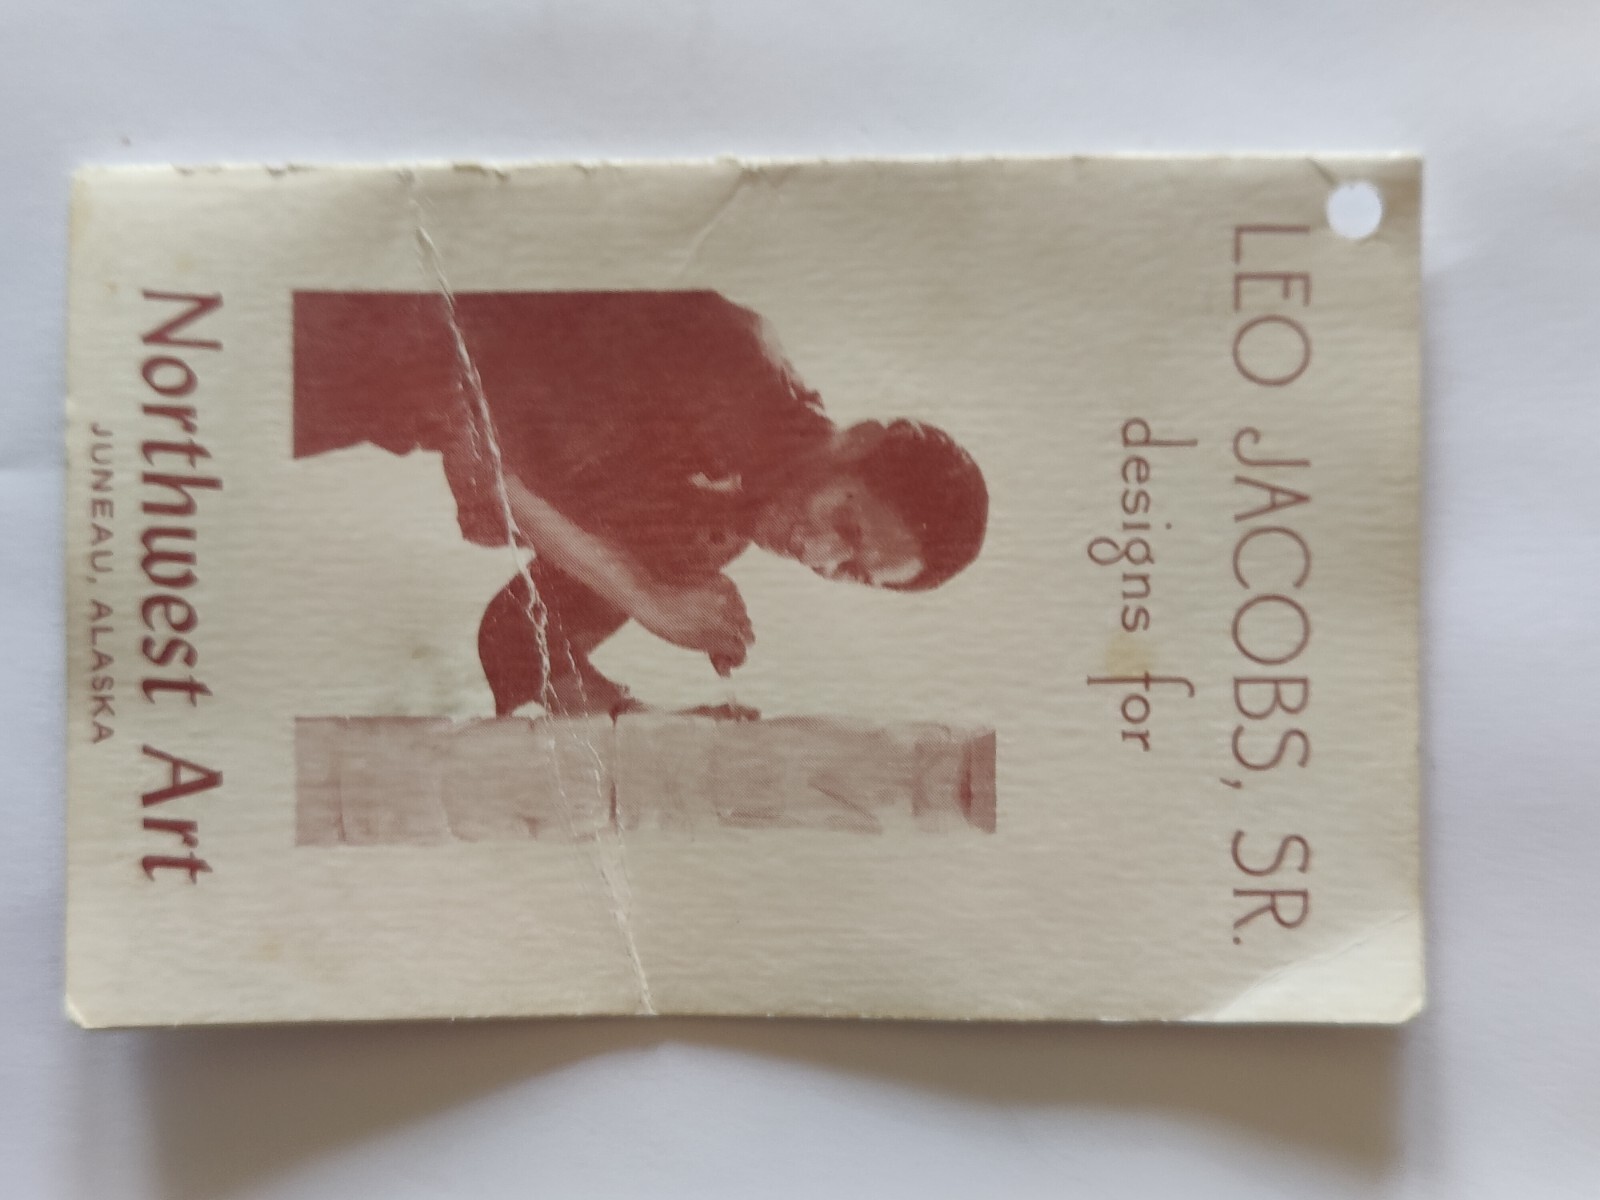 LEO JACOBS, SR.
designs for
Northwest Art
JUNEAU, ALASKA